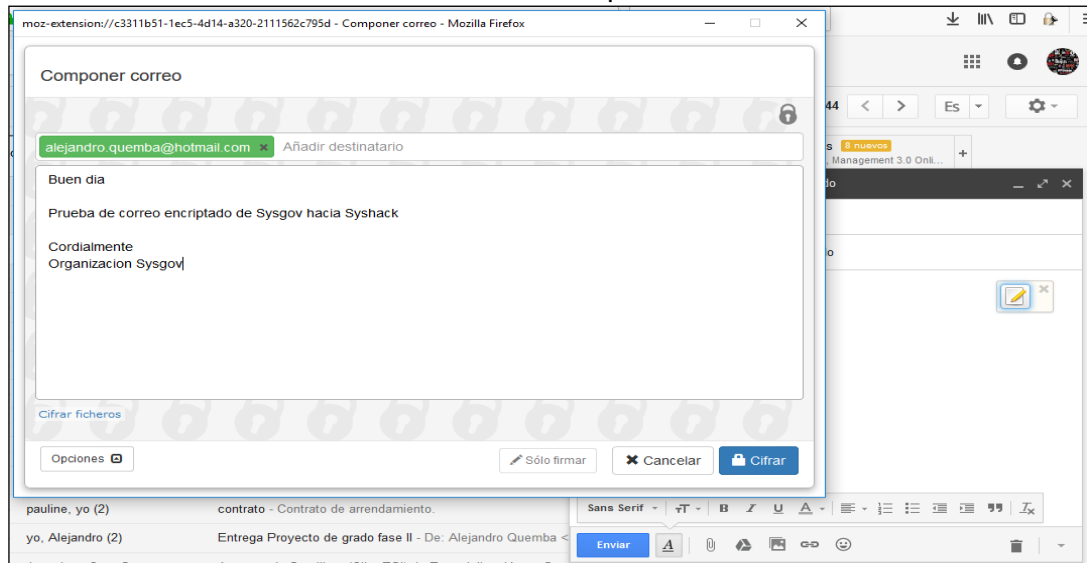 moz-extension://c3311b51-1ec5-4d14-a320-2111562c795d - Componer correo - Mozilla Firefox
Componer correo
44
Es
alejandro.quemba@hotmail.com × Añadir destinatario
s 8 nuevos
, Management 3.0 Onli...
Buen dia
do
Prueba de correo encriptado de Sysgov hacia Syshack
Cordialmente
o
Organizacion Sysgov
Cifrar ficheros
Opciones
Sólo firmar
Cancelar
Cifrar
pauline, yo (2) contrato - Contrato de arrendamiento.
Sans Serif
B I U A
yo, Alejandro (2) Entrega Proyecto de grado fase II - De: Alejandro Quemba <
Enviar A